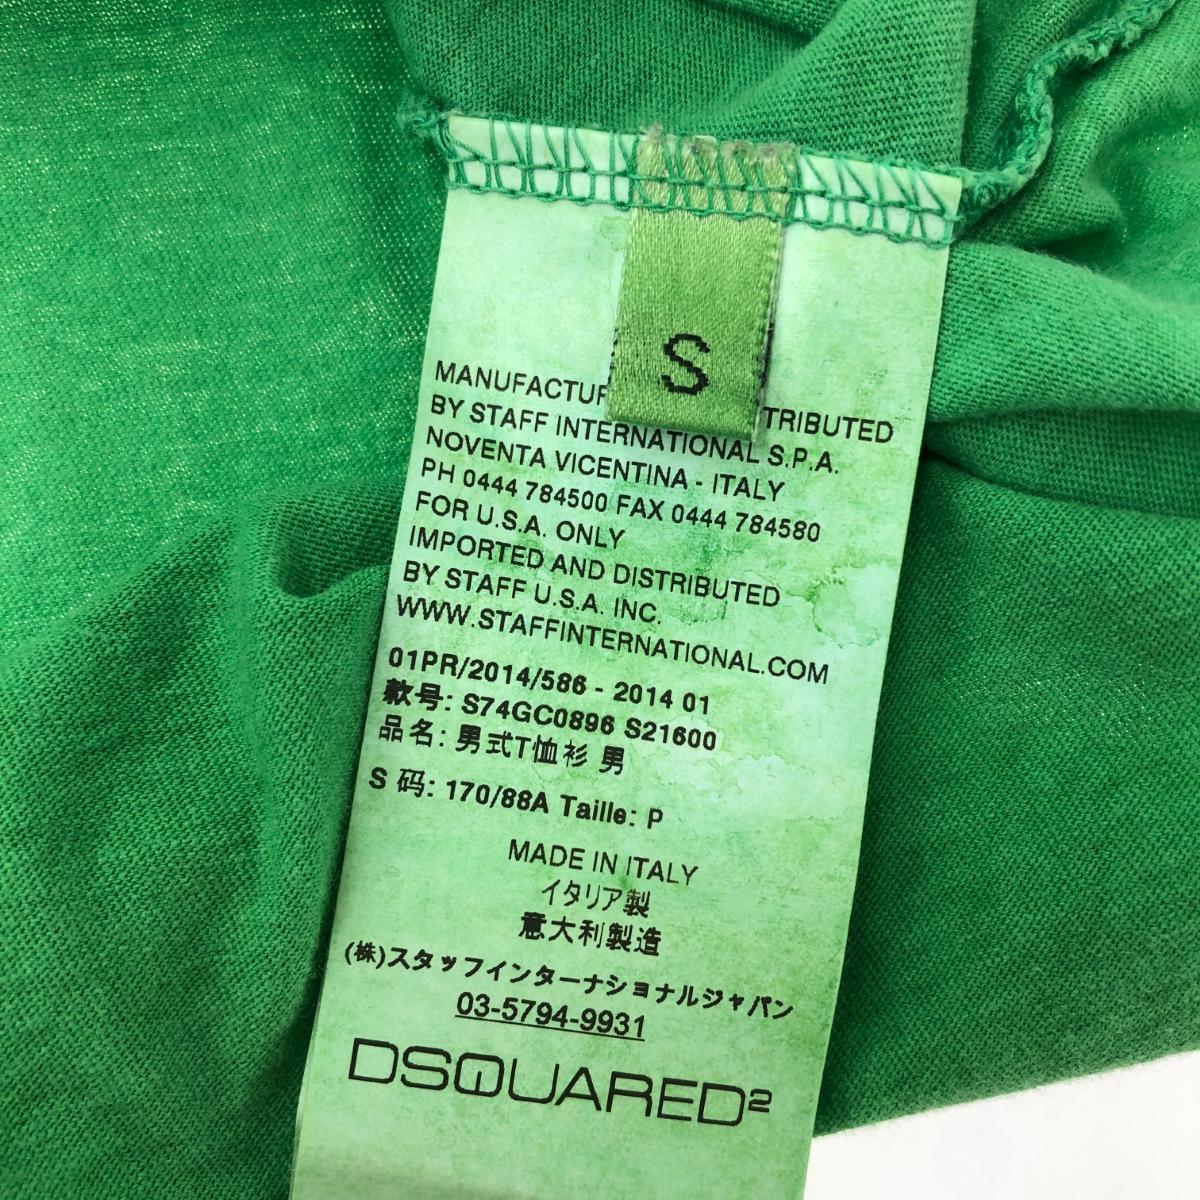 S
MANUFACTUR TRIBUTED
BY STAFF INTERNATIONAL S.P.A.
NOVENTA VICENTINA - ITALY
PH 0444 784500 FAX 0444 784580
FOR U.S.A. ONLY
IMPORTED AND DISTRIBUTED
BY STAFF U.S.A. INC.
WWW.STAFFINTERNATIONAL.COM
01PR/2014/586 - 2014 01
款号: S74GC0896 S21600
品名: 男式T恤衫 男
S 码: 170/88A Taille: P
MADE IN ITALY
イタリア製
意大利製造
(株)スタッフインターナショナルジャパン
03-5794-9931
DSQUARED²